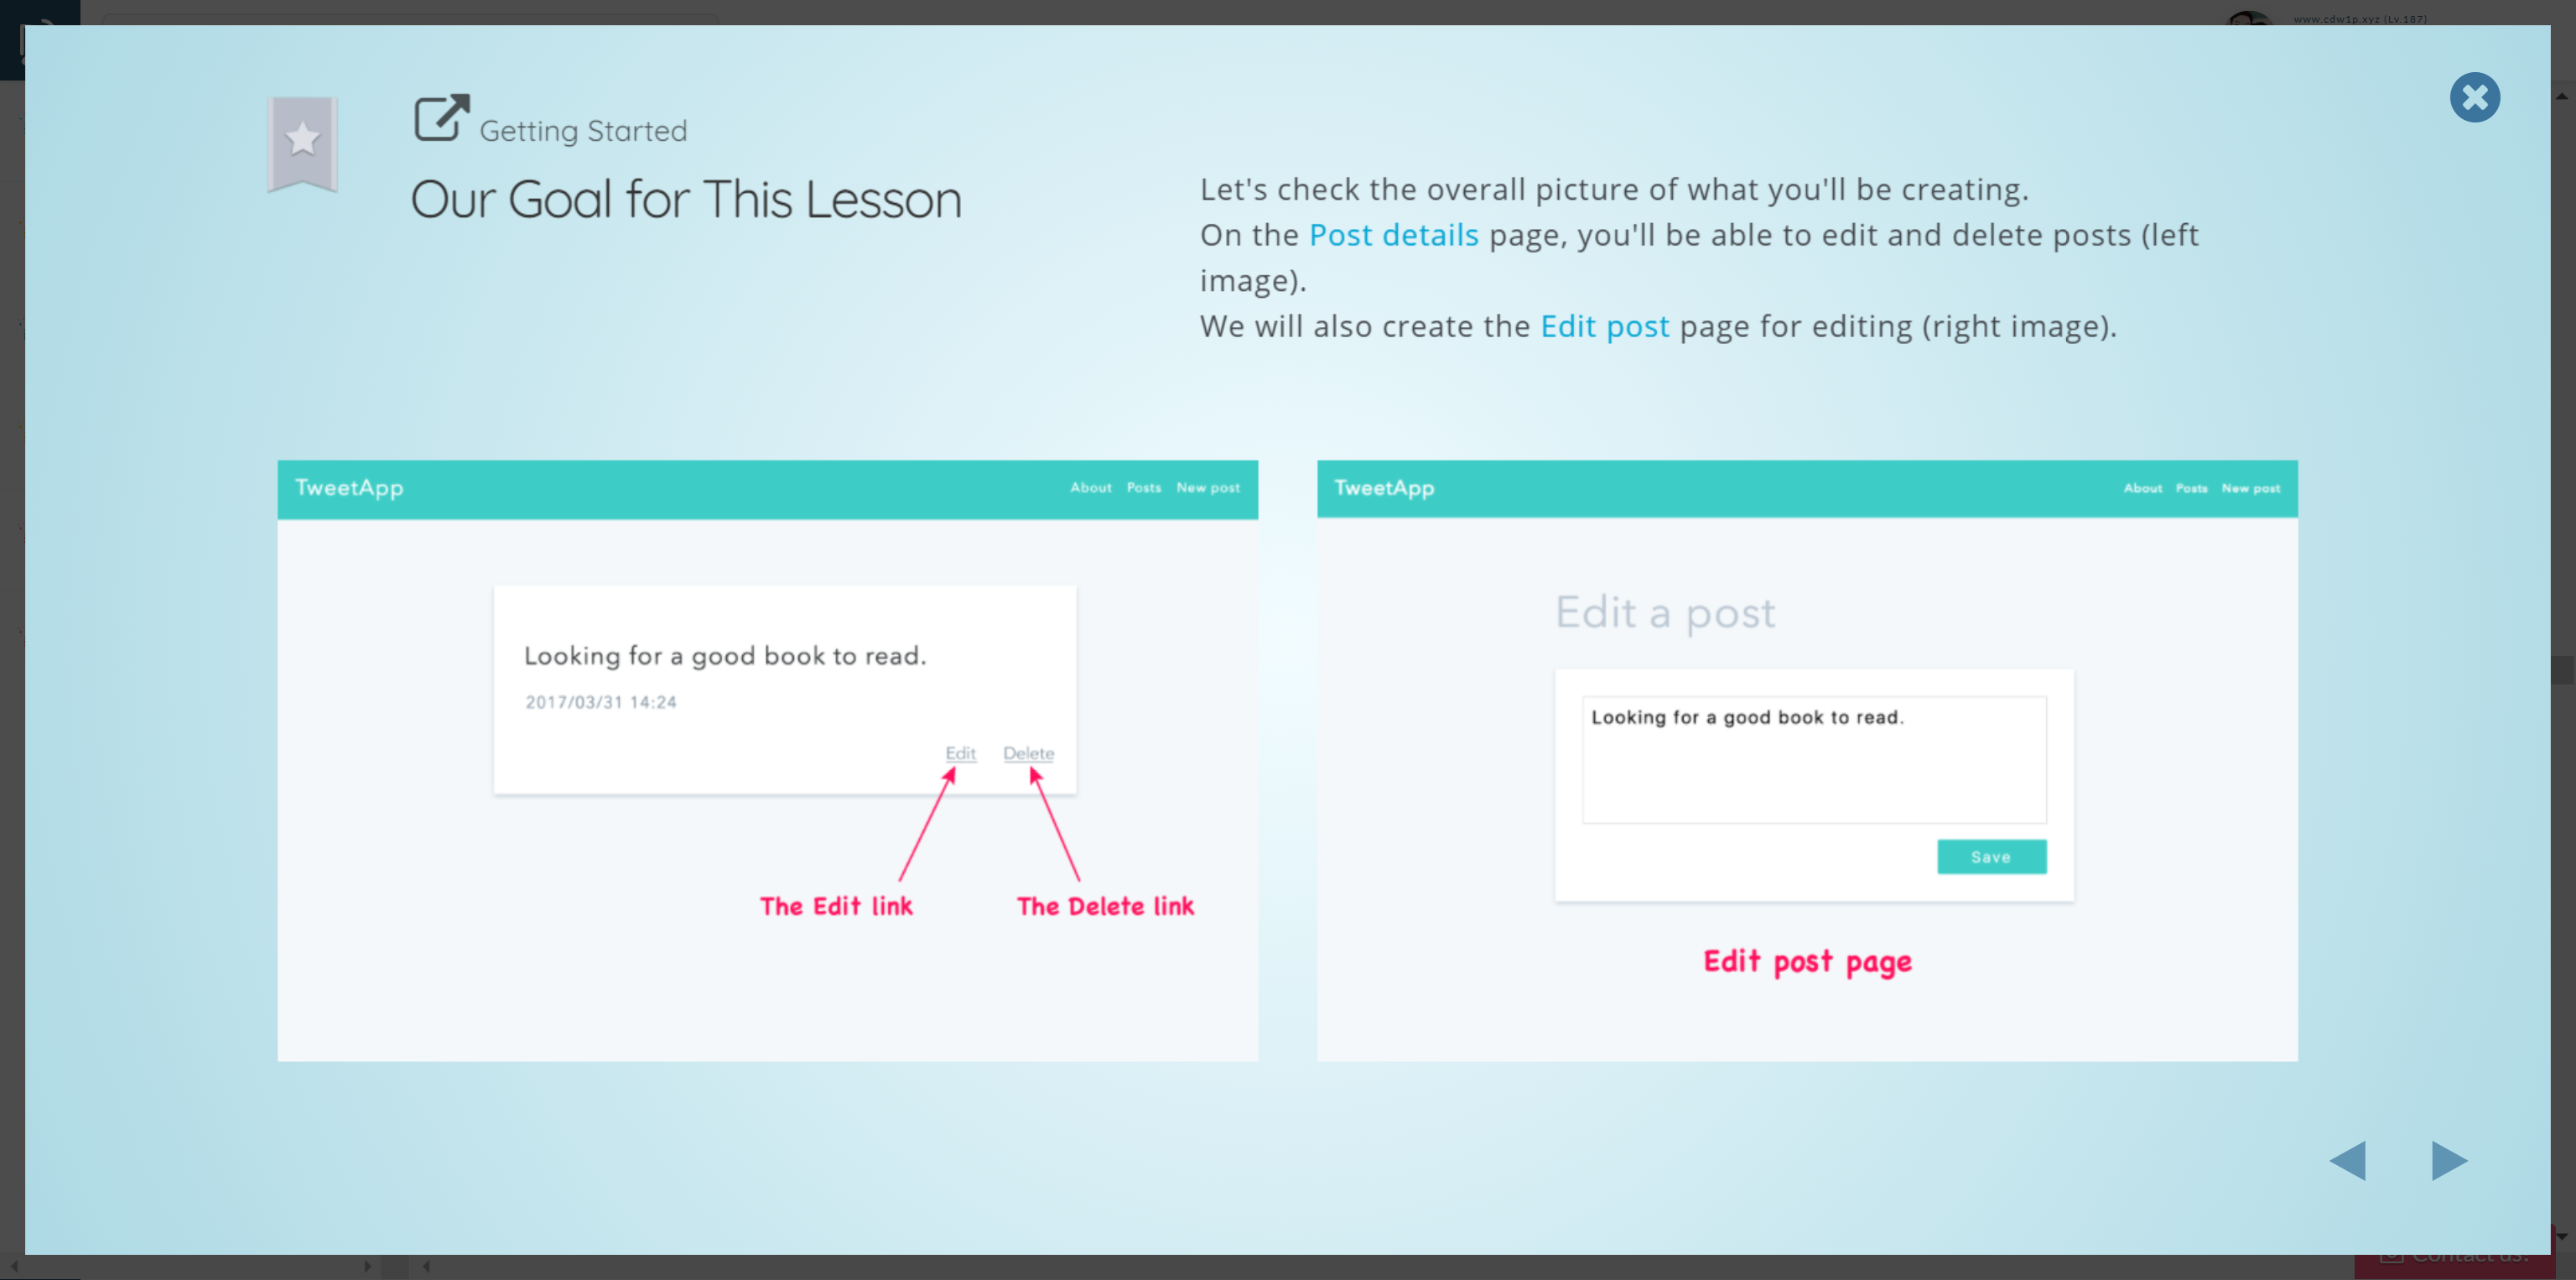 www.cdw1p.xyz (Lv.187)
Getting Started
Our Goal for This Lesson
Let's check the overall picture of what you'll be creating.
On the Post details page, you'll be able to edit and delete posts (left
image).
We will also create the Edit post page for editing (right image).
TweetApp
About Posts New post
Looking for a good book to read.
2017/03/31 14:24
Edit Delete
The Edit link The Delete link
TweetApp
About Posts New post
Edit a post
Looking for a good book to read.
Save
Edit post page
Contact us!